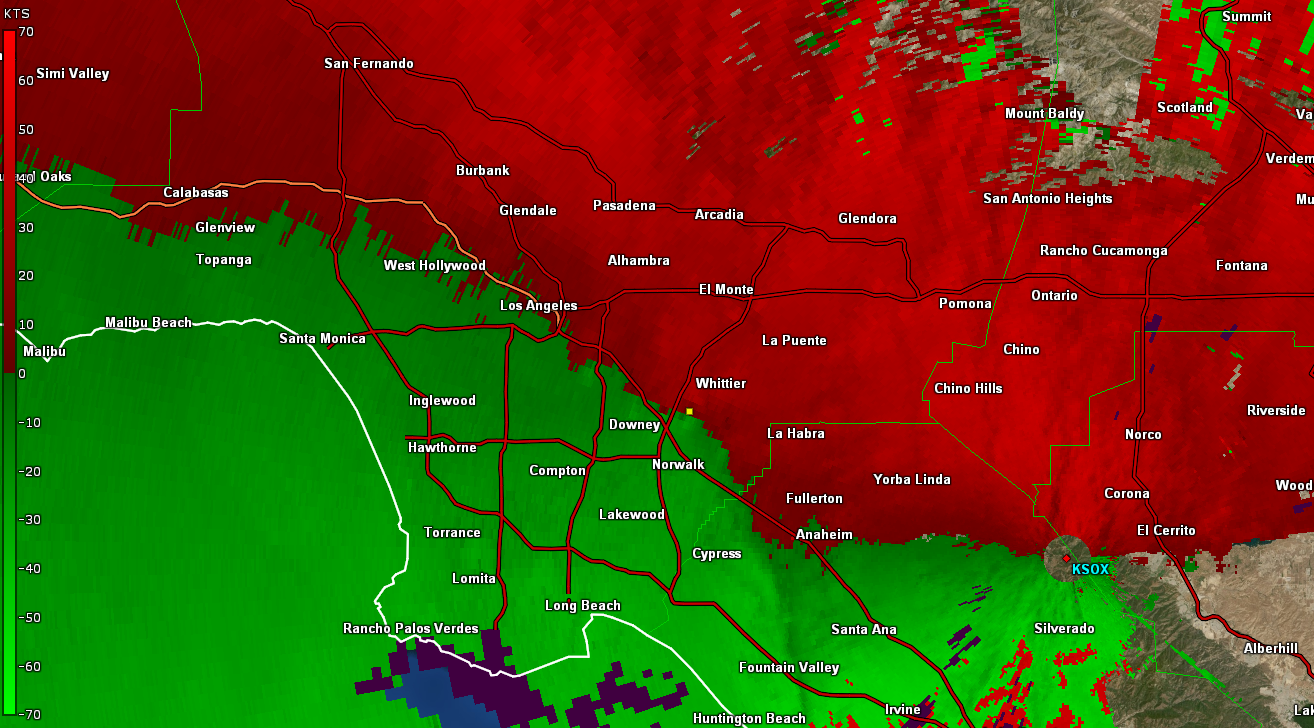 KTS
70
60
50
40
30
20
10
0
-10
-20
-30
-40
-50
-60
-70
Summit
San Fernando
Simi Valley
Scotland
Mount Baldy
Verdem
Burbank
Oaks
Calabasas
San Antonio Heights
Glendale
Pasadena
Arcadia
Glendora
Glenview
Rancho Cucamonga
Topanga
West Hollywood
Alhambra
Fontana
El Monte
Ontario
Los Angeles
Pomona
Malibu Beach
Santa Monica
La Puente
Malibu
Chino
Whittier
Chino Hills
Inglewood
Riverside
Downey
La Habra
Norco
Hawthorne
Compton
Norwalk
Yorba Linda
Wood
Fullerton
Corona
Lakewood
Torrance
Anaheim
El Cerrito
Cypress
KSOX
Lomita
Long Beach
Rancho Palos Verdes
Santa Ana
Silverado
Alberhill
Fountain Valley
Irvine
Huntington Beach